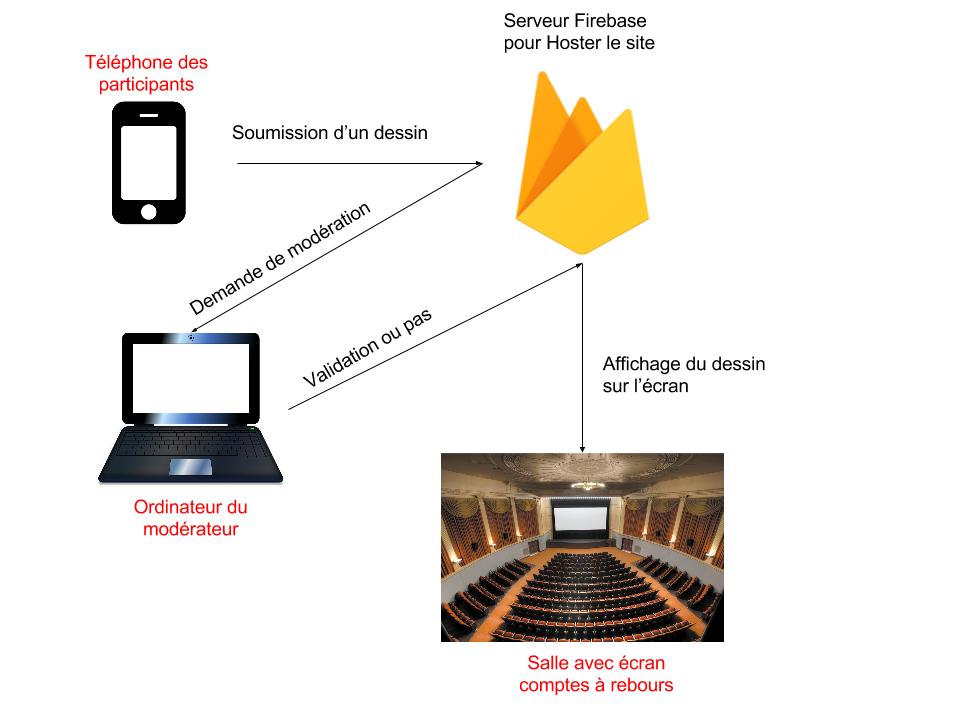 Serveur Firebase
pour Hoster le site
Téléphone des
participants
Soumission d'un dessin
Demande de modération
Validation ou pas
Affichage du dessin
sur l'écran
Ordinateur du
modérateur
Salle avec écran
comptes à rebours